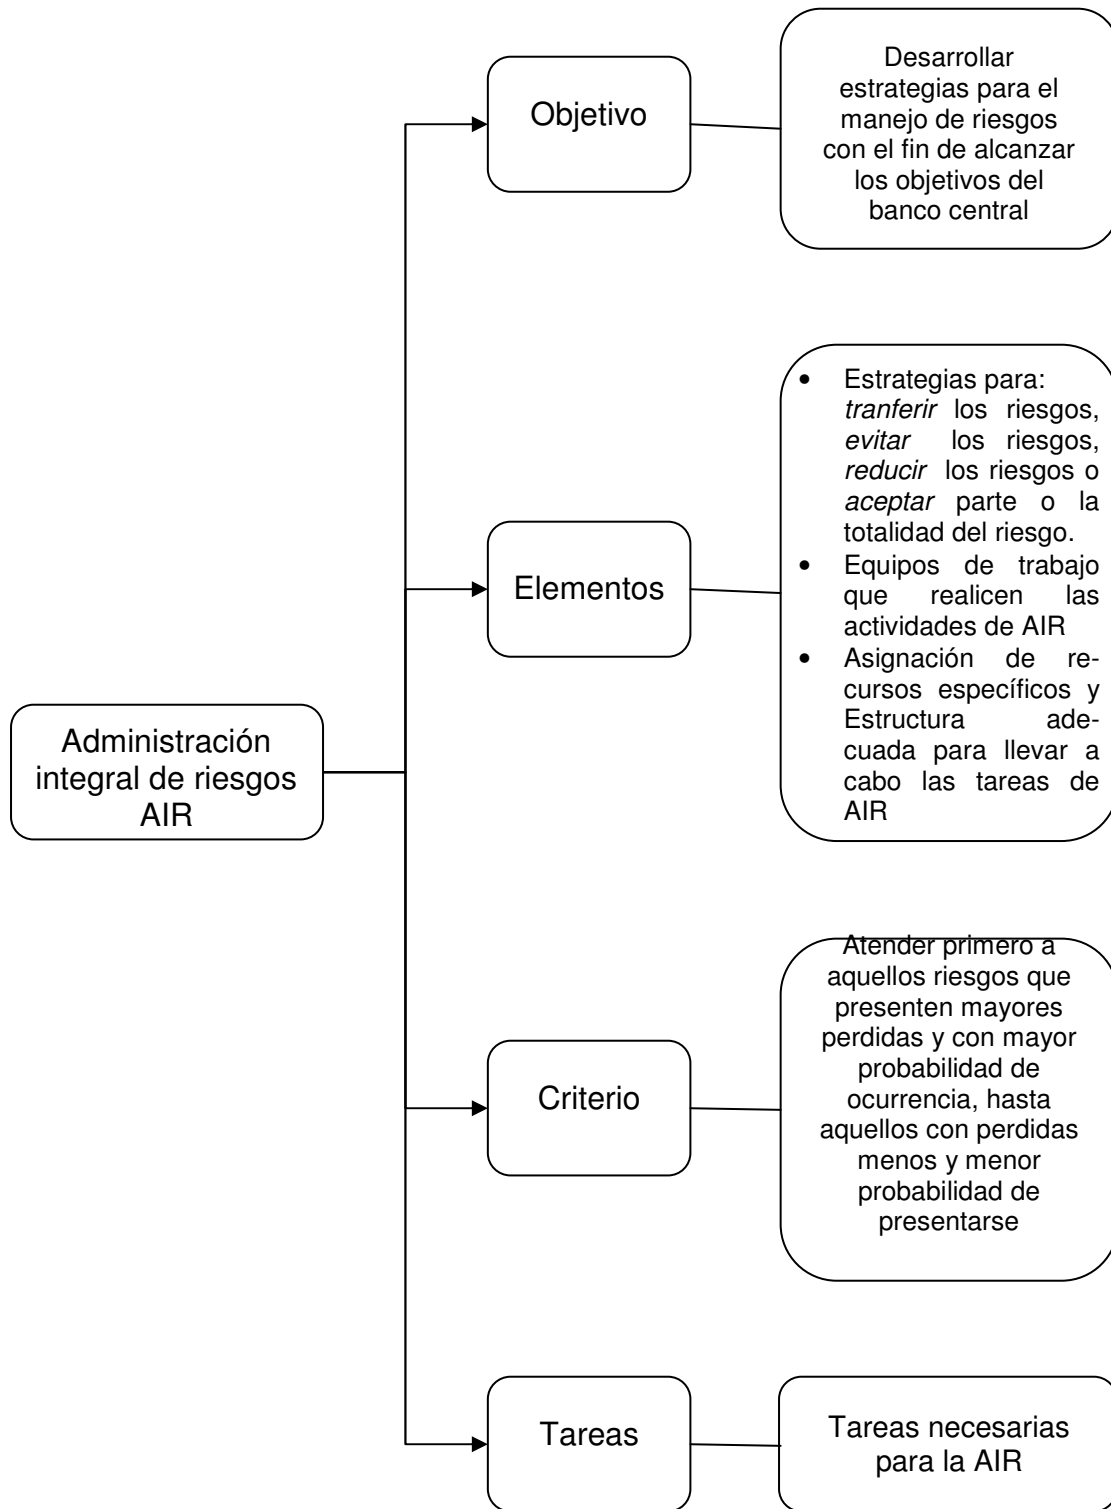 Administración
integral de riesgos
AIR
Objetivo
Desarrollar
estrategias para el
manejo de riesgos
con el fin de alcanzar
los objetivos del
banco central
Elementos
• Estrategias para:
tranferir los riesgos,
evitar los riesgos,
reducir los riesgos o
aceptar parte o la
totalidad del riesgo.
• Equipos de trabajo
que realicen las
actividades de AIR
• Asignación de re-
cursos específicos y
Estructura ade-
cuada para llevar a
cabo las tareas de
AIR
Criterio
Atender primero a
aquellos riesgos que
presenten mayores
perdidas y con mayor
probabilidad de
ocurrencia, hasta
aquellos con perdidas
menos y menor
probabilidad de
presentarse
Tareas
Tareas necesarias
para la AIR